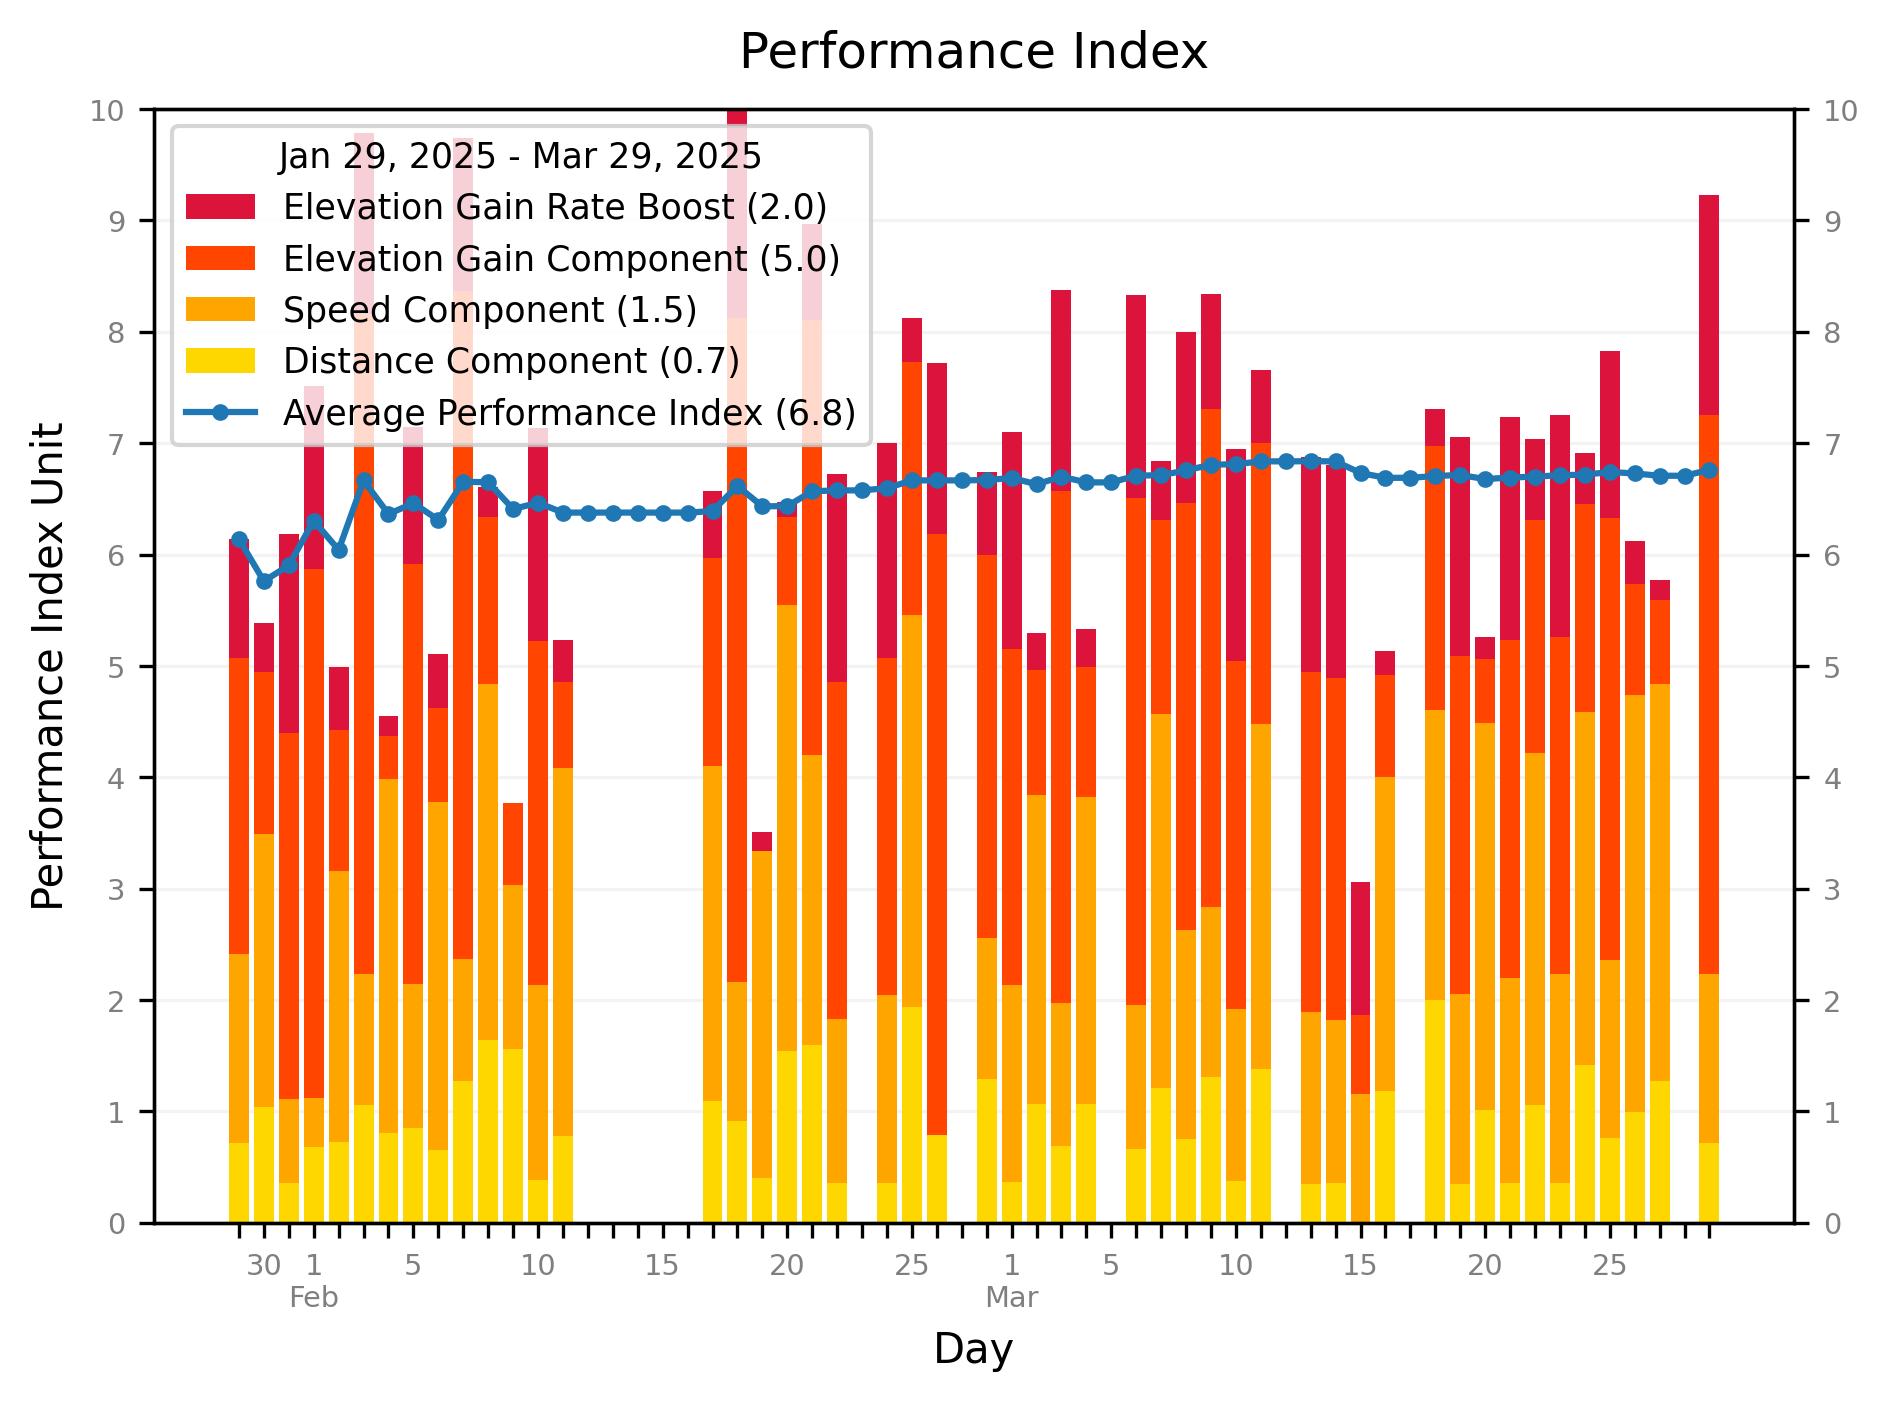 Performance Index
Jan 29, 2025 - Mar 29, 2025
Elevation Gain Rate Boost (2.0)
Elevation Gain Component (5.0)
Speed Component (1.5)
Distance Component (0.7)
Average Performance Index (6.8)
Performance Index Unit
10
9
8
7
6
5
4
3
2
1
0
10
9
8
7
6
5
4
3
2
1
0
30 1 5 10 15 20 25 1 5 10 15 20 25
Feb Mar
Day